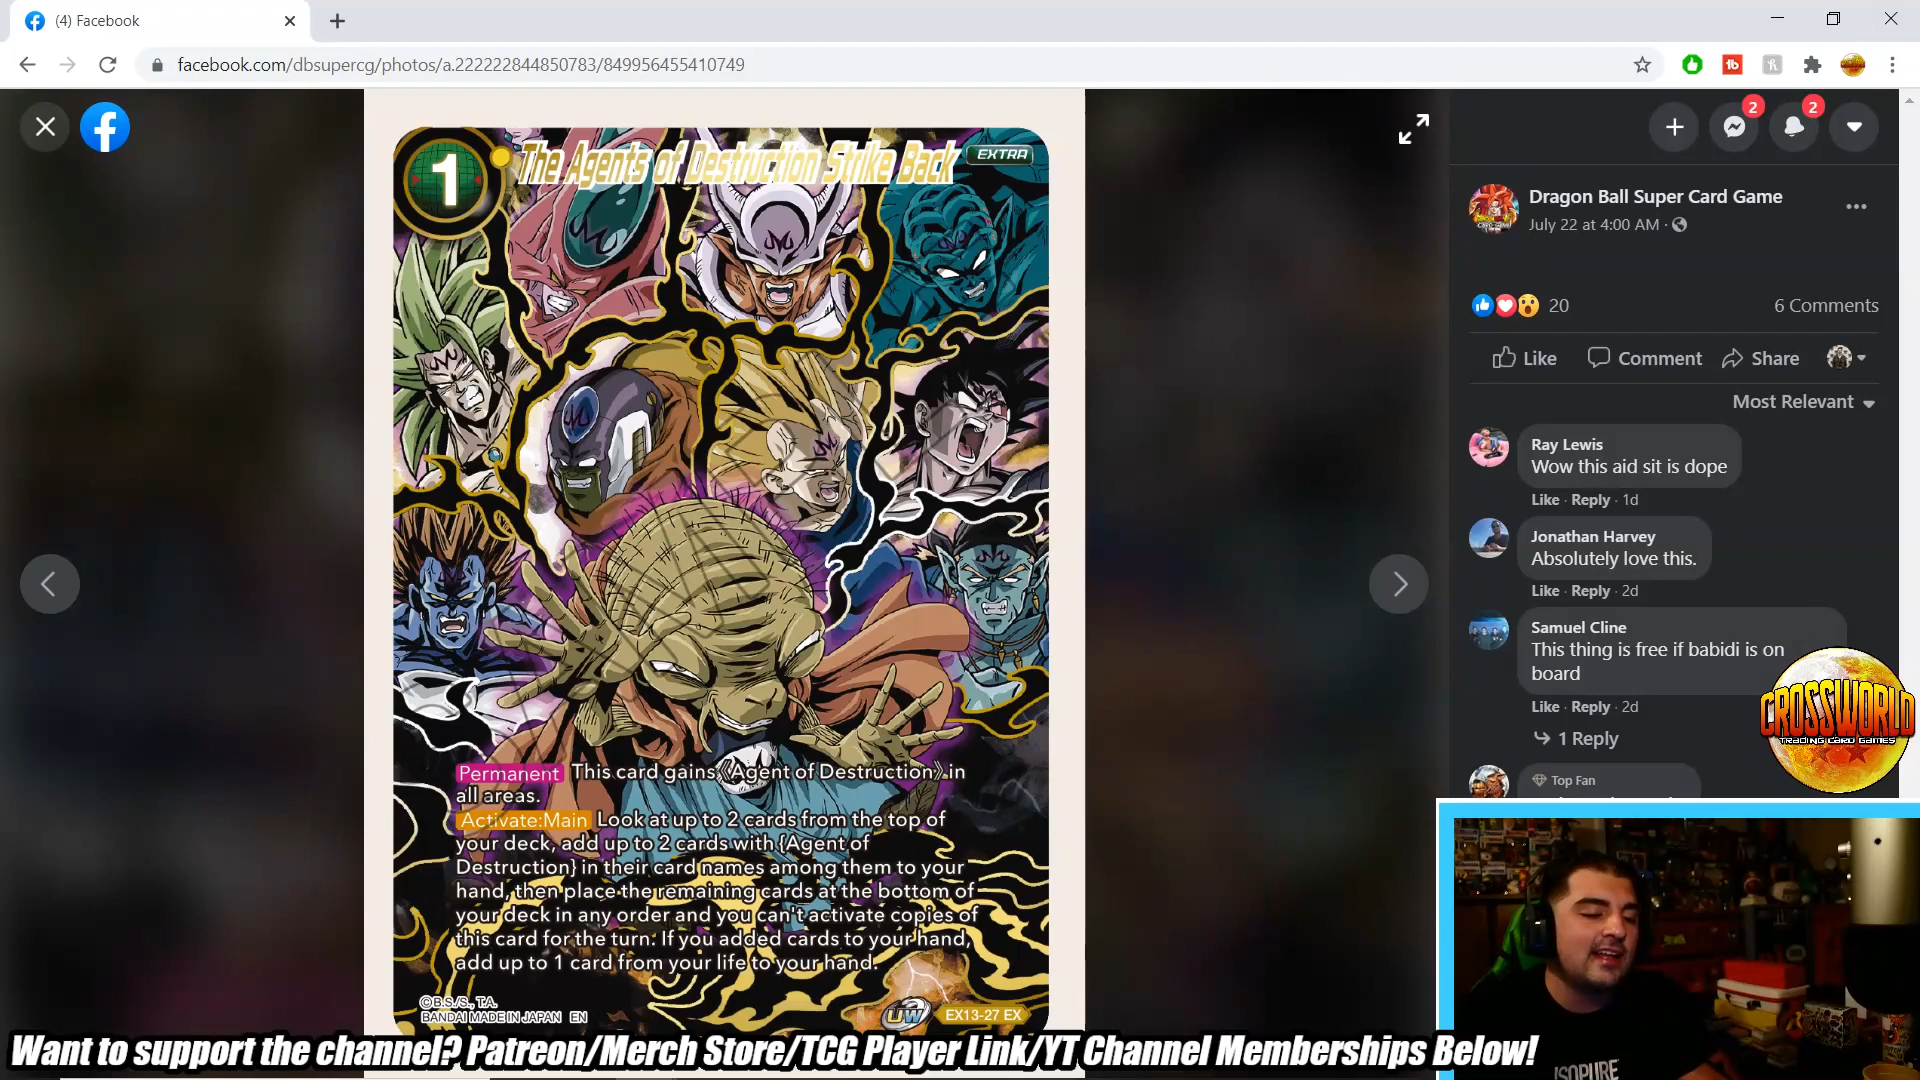 (4) Facebook
facebook.com/dbsupercg/photos/a.222222844850783/849956455410749
2
2
1
The Agents of Destruction Strike Back
EXTRA
Permanent This card gains《Agent of Destruction》in
all areas.
Activate:Main Look at up to 2 cards from the top of
your deck, add up to 2 cards with {Agent of
Destruction} in their card names among them to your
hand, then place the remaining cards at the bottom of
your deck in any order and you can't activate copies of
this card for the turn. If you added cards to your hand,
add up to 1 card from your life to your hand.
©B.S./S., T.A.
BANDAI MADE IN JAPAN EN
UW
EX13-27 EX
Dragon Ball Super Card Game
July 22 at 4:00 AM ·
20
6 Comments
Like Comment Share
Most Relevant
Ray Lewis
Wow this aid sit is dope
Like · Reply · 1d
Jonathan Harvey
Absolutely love this.
Like · Reply · 2d
Samuel Cline
This thing is free if babidi is on
board
Like · Reply · 2d
1 Reply
Top Fan
CROSSWORLD
TRADING CARD GAMES
ISOPURE
Want to support the channel? Patreon/Merch Store/TCG Player Link/YT Channel Memberships Below!